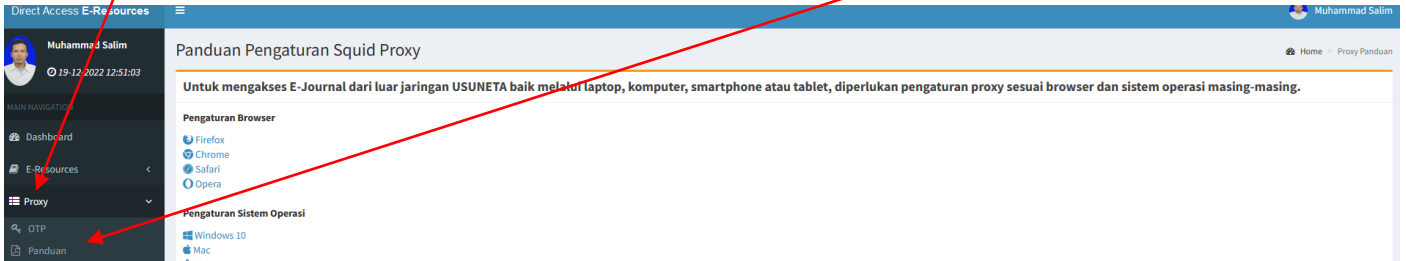 Direct Access E-Resources
Muhammad Salim
Muhammad Salim
19-12-2022 12:51:03
MAIN NAVIGATION
Dashboard
E-Resources
Proxy
OTP
Panduan
Panduan Pengaturan Squid Proxy
Home > Proxy Panduan
Untuk mengakses E-Journal dari luar jaringan USUNETA baik melalui laptop, komputer, smartphone atau tablet, diperlukan pengaturan proxy sesuai browser dan sistem operasi masing-masing.
Pengaturan Browser
Firefox
Chrome
Safari
Opera
Pengaturan Sistem Operasi
Windows 10
Mac